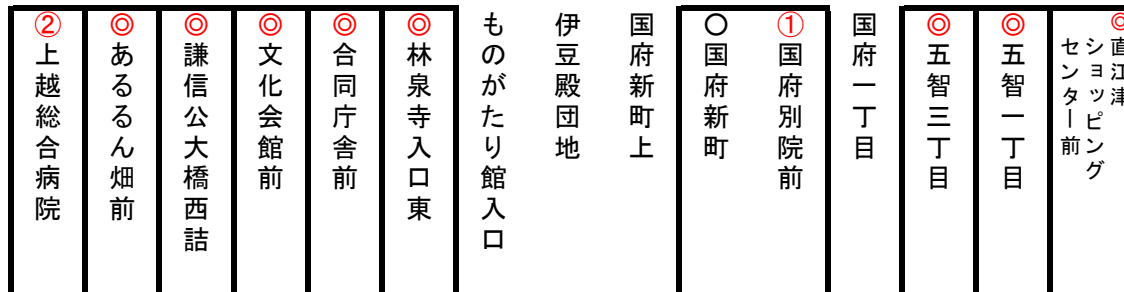 ◎直江津
ショッピング
センター前
◎五智一丁目
◎五智三丁目
国府一丁目
①国府別院前
〇国府新町
国府新町上
伊豆殿団地
ものがたり館入口
◎林泉寺入口東
◎合同庁舎前
◎文化会館前
◎謙信公大橋西詰
◎あるるん畑前
②上越総合病院